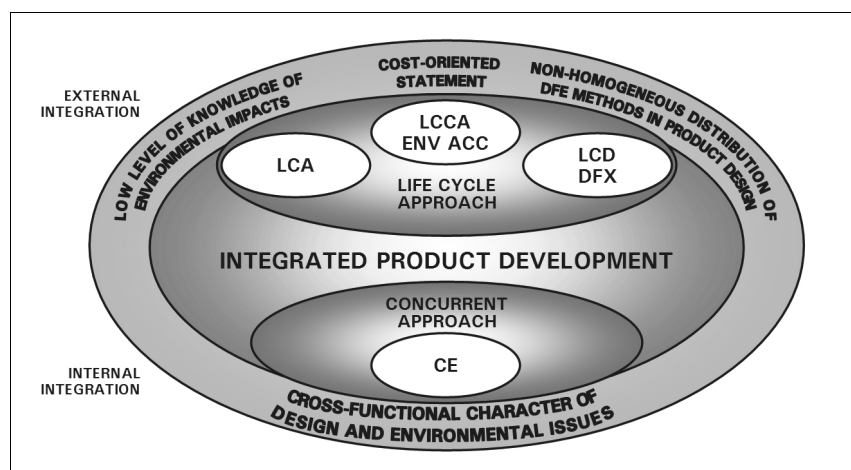 EXTERNAL
INTEGRATION
LOW LEVEL OF KNOWLEDGE OF
ENVIRONMENTAL IMPACTS
COST-ORIENTED
STATEMENT
NON-HOMOGENEOUS DISTRIBUTION OF
DFE METHODS IN PRODUCT DESIGN
LCA
LCCA
ENV ACC
LCD
DFX
LIFE CYCLE
APPROACH
INTEGRATED PRODUCT DEVELOPMENT
CONCURRENT
APPROACH
CE
INTERNAL
INTEGRATION
CROSS-FUNCTIONAL CHARACTER OF
DESIGN AND ENVIRONMENTAL ISSUES